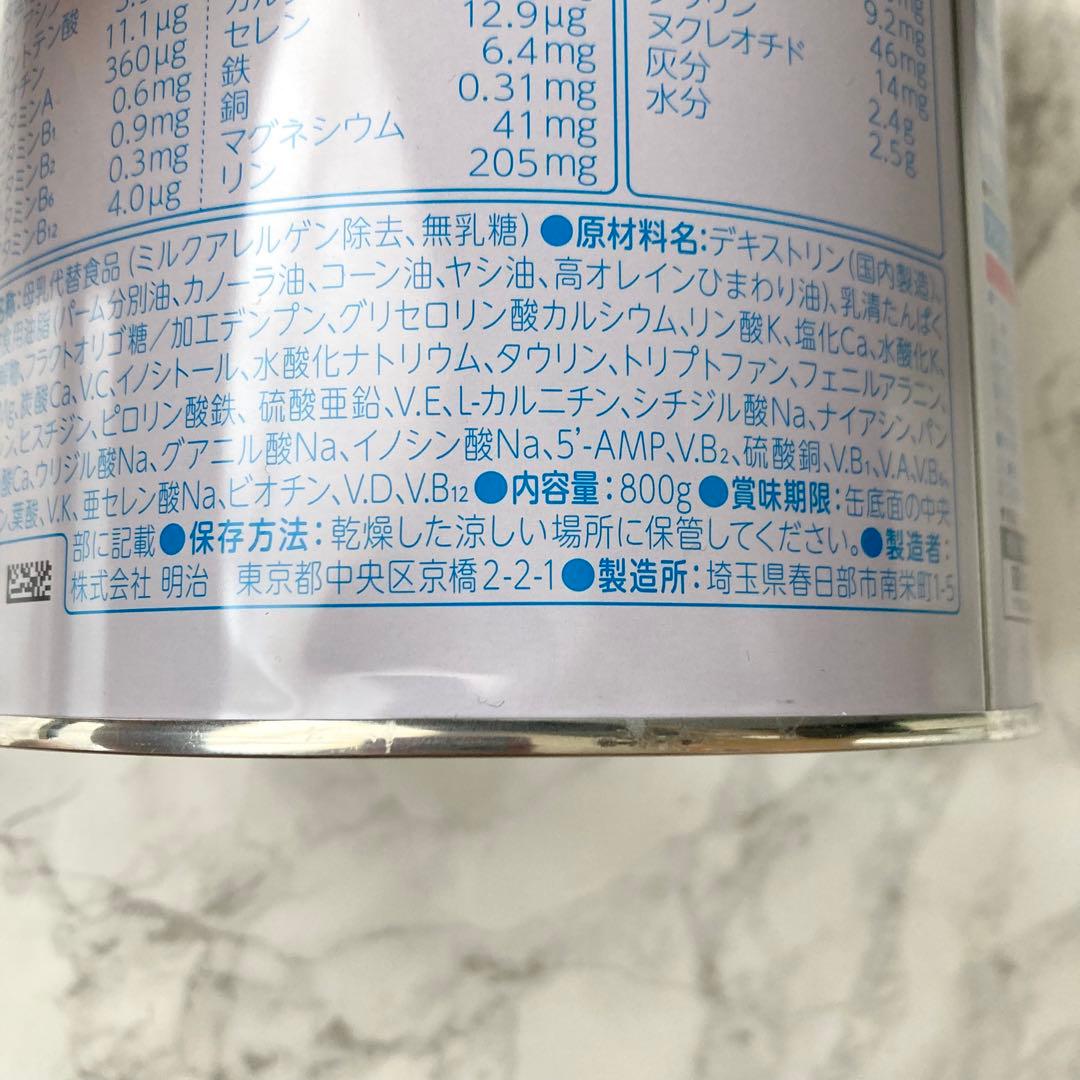 11.1μg
360μg
0.6mg
0.9mg
0.3mg
4.0μg
セレン 12.9μg
鉄 6.4mg
銅 0.31mg
マグネシウム 41mg
リン 205mg
ヌクレオチド 9.2mg
灰分 46mg
水分 14mg
2.4g
2.5g
母乳代替食品(ミルクアレルゲン除去、無乳糖) ●原材料名:デキストリン(国内製造)、
食用油脂(パーム分別油、カノーラ油、コーン油、ヤシ油、高オレインひまわり油)、乳清たんぱく
フラクトオリゴ糖/加工デンプン、グリセロリン酸カルシウム、リン酸K、塩化Ca、水酸化K、
炭酸Ca、V.C、イノシトール、水酸化ナトリウム、タウリン、トリプトファン、フェニルアラニン、
ン、ヒスチジン、ピロリン酸鉄、硫酸亜鉛、V.E、L-カルニチン、シチジル酸Na、ナイアシン、パン
酸Ca、ウリジル酸Na、グアニル酸Na、イノシン酸Na、5’-AMP、V.B₂、硫酸銅、V.B₁、V.A、V.B₆、
葉酸、V.K、亜セレン酸Na、ビオチン、V.D、V.B₁₂ ●内容量:800g ●賞味期限:缶底面の中央
部に記載 ●保存方法:乾燥した涼しい場所に保管してください。●製造者:
株式会社 明治 東京都中央区京橋2-2-1 ●製造所:埼玉県春日部市南栄町1-5